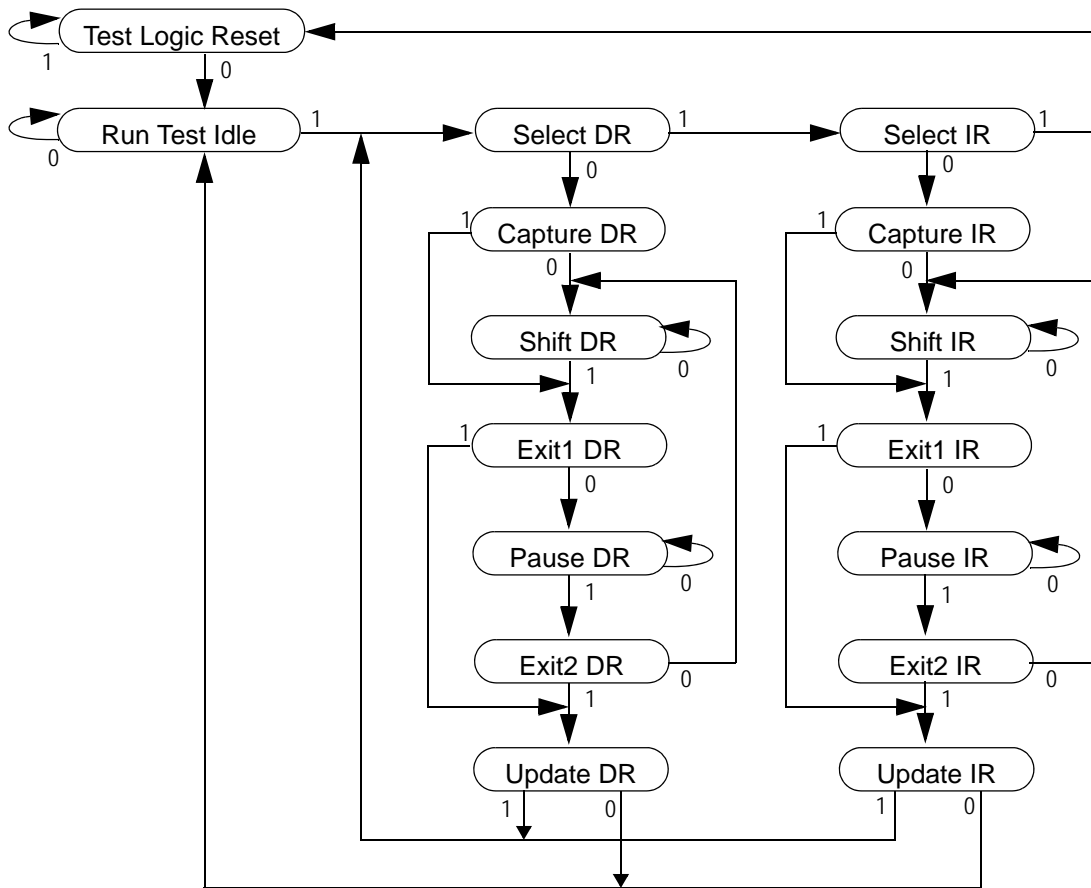 Test Logic Reset
1
0
Run Test Idle
1
Select DR
1
Select IR
1
0
0
0
1
Capture DR
1
Capture IR
0
0
Shift DR
Shift IR
1
0
1
0
1
Exit1 DR
1
Exit1 IR
0
0
Pause DR
Pause IR
1
0
1
0
Exit2 DR
Exit2 IR
1
0
1
0
Update DR
Update IR
1
0
1
0